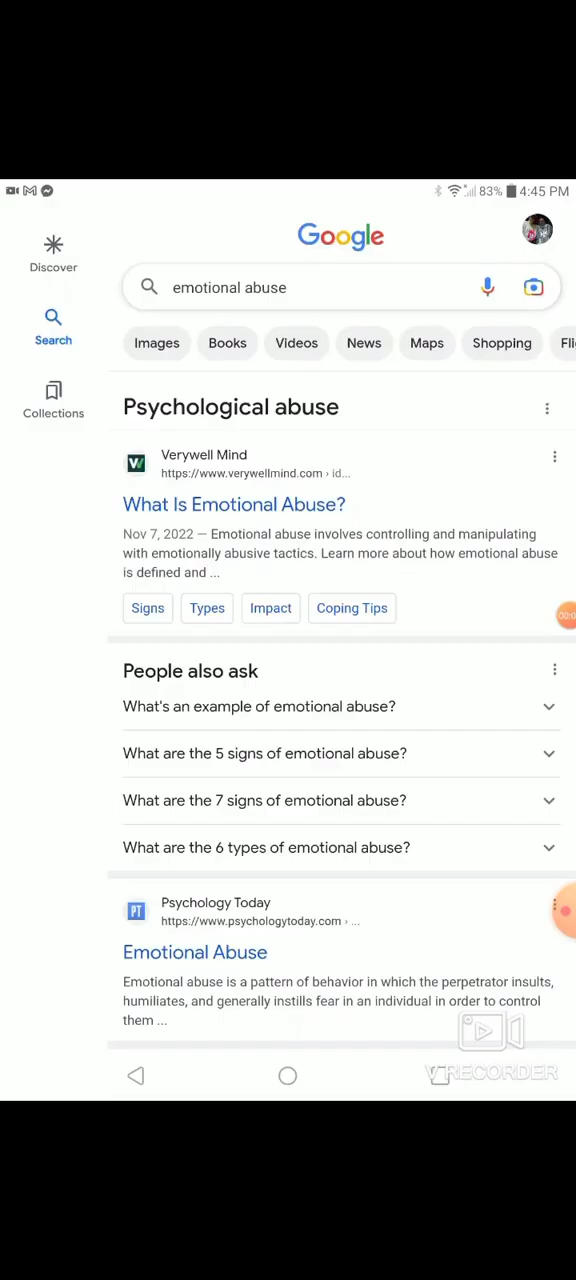 83% 4:45 PM
Google
Discover
emotional abuse
Search
Images Books Videos News Maps Shopping Fli
Collections
Psychological abuse
Verywell Mind
https://www.verywellmind.com › id...
What Is Emotional Abuse?
Nov 7, 2022 — Emotional abuse involves controlling and manipulating
with emotionally abusive tactics. Learn more about how emotional abuse
is defined and ...
Signs Types Impact Coping Tips
00:0
People also ask
What's an example of emotional abuse?
What are the 5 signs of emotional abuse?
What are the 7 signs of emotional abuse?
What are the 6 types of emotional abuse?
PT
Psychology Today
https://www.psychologytoday.com › ...
Emotional Abuse
Emotional abuse is a pattern of behavior in which the perpetrator insults,
humiliates, and generally instills fear in an individual in order to control
them ...
V RECORDER